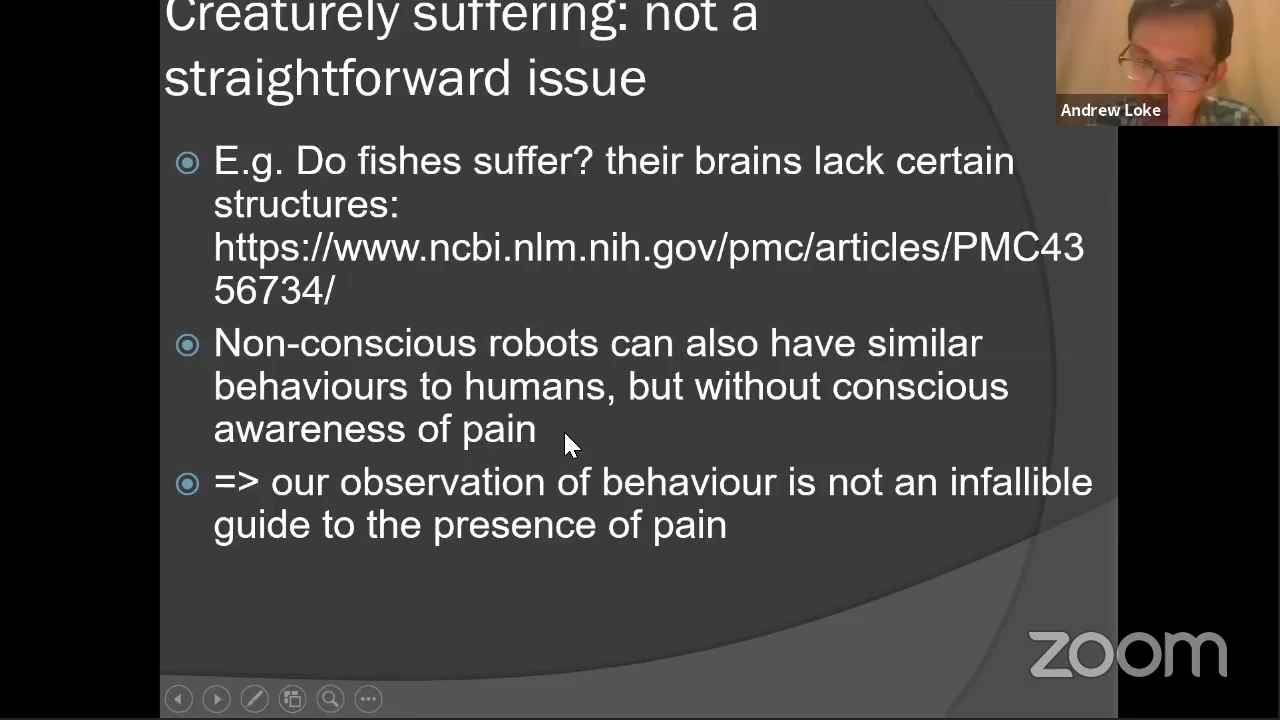 Creaturely suffering: not a
straightforward issue
Andrew Loke
E.g. Do fishes suffer? their brains lack certain
structures:
https://www.ncbi.nlm.nih.gov/pmc/articles/PMC43
56734/
Non-conscious robots can also have similar
behaviours to humans, but without conscious
awareness of pain
=> our observation of behaviour is not an infallible
guide to the presence of pain
zoom